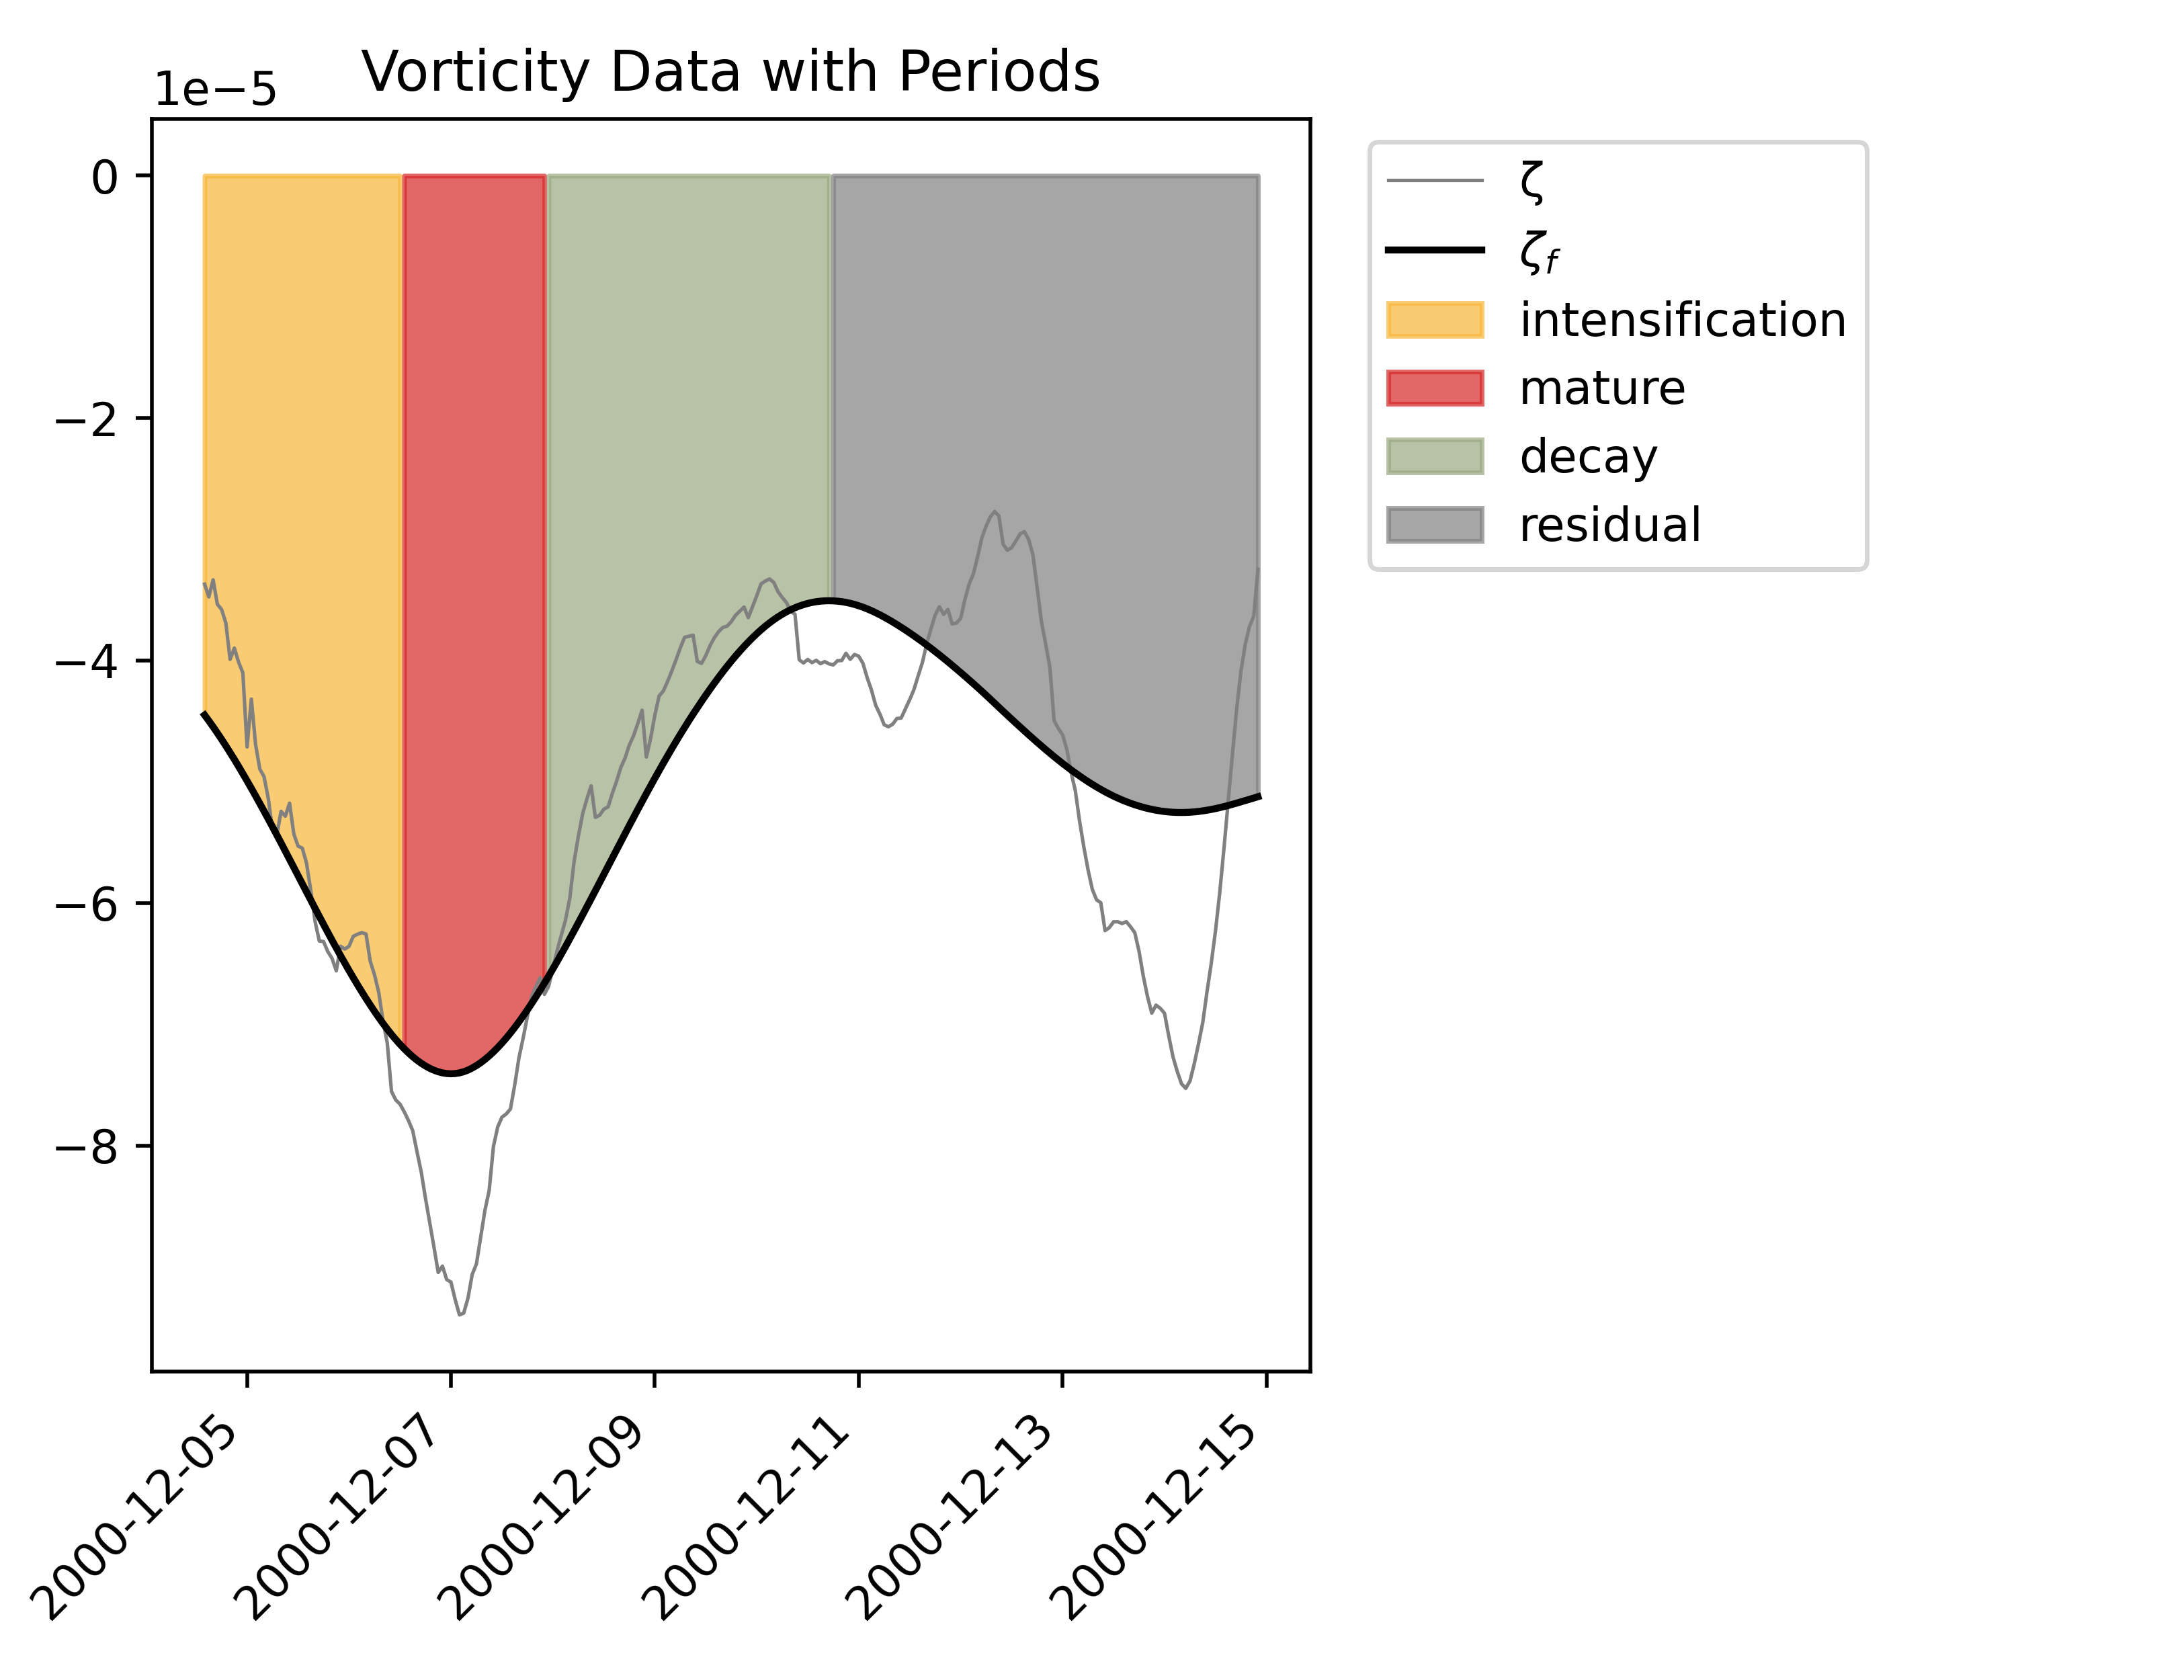 Vorticity Data with Periods
1e−5
0
−2
−4
−6
−8
2000-12-05
2000-12-07
2000-12-09
2000-12-11
2000-12-13
2000-12-15
ζ
ζf
intensification
mature
decay
residual